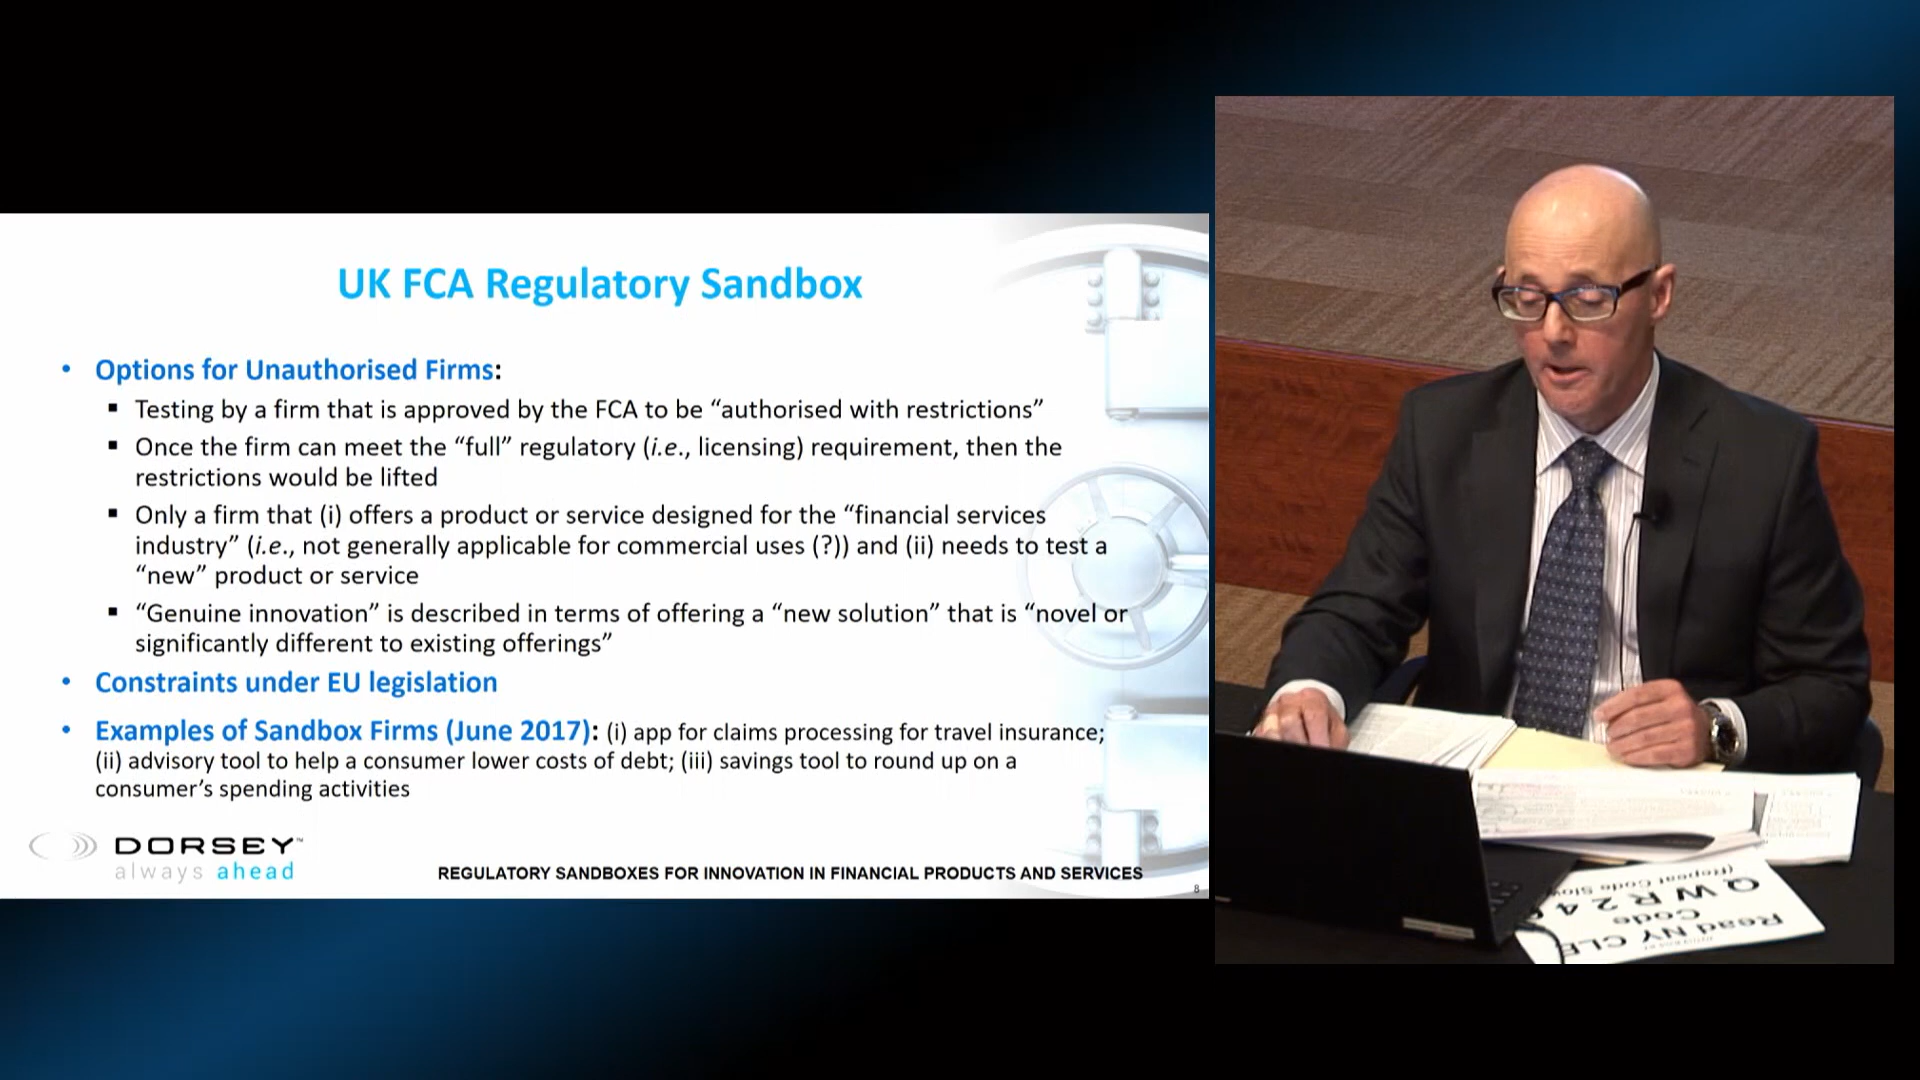 UK FCA Regulatory Sandbox
• Options for Unauthorised Firms:
▪ Testing by a firm that is approved by the FCA to be “authorised with restrictions”
▪ Once the firm can meet the “full” regulatory (i.e., licensing) requirement, then the
restrictions would be lifted
▪ Only a firm that (i) offers a product or service designed for the “financial services
industry” (i.e., not generally applicable for commercial uses (?)) and (ii) needs to test a
“new” product or service
▪ “Genuine innovation” is described in terms of offering a “new solution” that is “novel or
significantly different to existing offerings”
• Constraints under EU legislation
• Examples of Sandbox Firms (June 2017): (i) app for claims processing for travel insurance;
(ii) advisory tool to help a consumer lower costs of debt; (iii) savings tool to round up on a
consumer’s spending activities
DORSEY™
always ahead
REGULATORY SANDBOXES FOR INNOVATION IN FINANCIAL PRODUCTS AND SERVICES
8
Read NY CLE
Code
QWR24
(Repeat Code